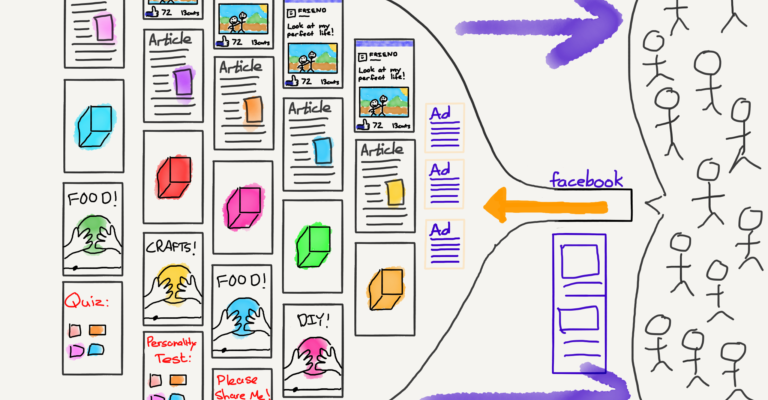 FOOD!
Quiz:
72 13cmts
Article
CRAFTS!
Personality
Test:
72 13cmts
Article
FOOD!
Please
Share Me!
FRIEND
Look at my
perfect life!
72 13cmts
Article
DIY!
FRIEND
Look at my
perfect life!
72 13cmts
Article
Ad
Ad
Ad
facebook